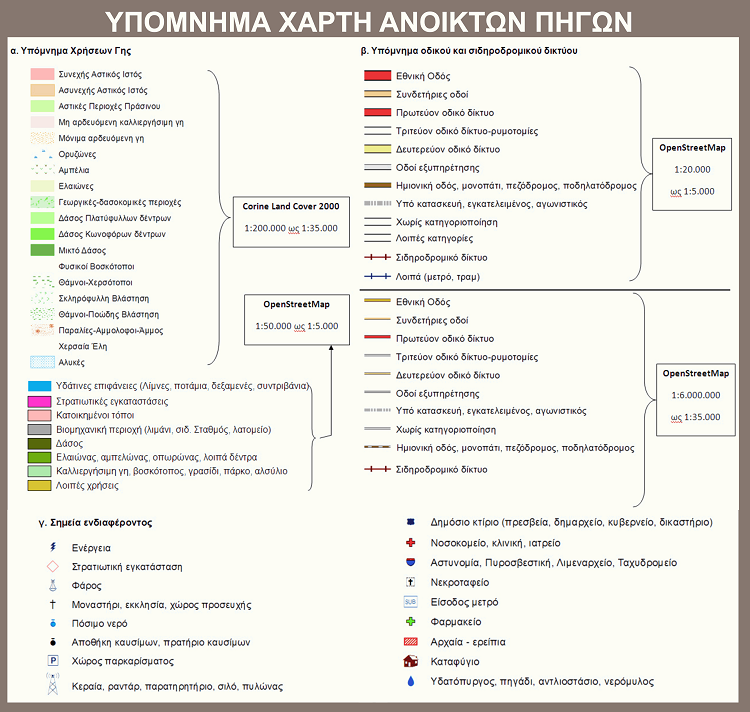 ΥΠΟΜΝΗΜΑ ΧΑΡΤΗ ΑΝΟΙΚΤΩΝ ΠΗΓΩΝ
α. Υπόμνημα Χρήσεων Γης
Συνεχής Αστικός Ιστός
Ασυνεχής Αστικός Ιστός
Αστικές Περιοχές Πράσινου
Μη αρδευόμενη καλλιεργήσιμη γη
Μόνιμα αρδευόμενη γη
Ορυζώνες
Αμπέλια
Ελαιώνες
Γεωργικές-δασοκομικές περιοχές
Δάσος Πλατύφυλλων δέντρων
Δάσος Κωνοφόρων δέντρων
Μικτό Δάσος
Φυσικοί Βοσκότοποι
Θάμνοι-Χερσότοποι
Σκληρόφυλλη Βλάστηση
Θάμνοι-Ποώδης Βλάστηση
Παραλίες-Αμμολοφοι-Άμμος
Χερσαία Έλη
Αλυκές
Corine Land Cover 2000
1:200.000 ως 1:35.000
OpenStreetMap
1:50.000 ως 1:5.000
Υδάτινες επιφάνειες (Λίμνες, ποτάμια, δεξαμενές, συντριβάνια)
Στρατιωτικές εγκαταστάσεις
Κατοικημένοι τόποι
Βιομηχανική περιοχή (λιμάνι, σιδ. Σταθμός, λατομείο)
Δάσος
Ελαιώνας, αμπελώνας, οπωρώνας, λοιπά δέντρα
Καλλιεργήσιμη γη, βοσκότοπος, γρασίδι, πάρκο, αλσύλιο
Λοιπές χρήσεις
β. Υπόμνημα οδικού και σιδηροδρομικού δικτύου
Εθνική Οδός
Συνδετήριες οδοί
Πρωτεύον οδικό δίκτυο
Τριτεύον οδικό δίκτυο-ρυμοτομίες
Δευτερεύον οδικό δίκτυο
Οδοί εξυπηρέτησης
Ημιονική οδός, μονοπάτι, πεζόδρομος, ποδηλατόδρομος
Υπό κατασκευή, εγκατελειμένος, αγωνιστικός
Χωρίς κατηγοριοποίηση
Λοιπές κατηγορίες
Σιδηροδρομικό δίκτυο
Λοιπά (μετρό, τραμ)
OpenStreetMap
1:20.000
ως 1:5.000
Εθνική Οδός
Συνδετήριες οδοί
Πρωτεύον οδικό δίκτυο
Τριτεύον οδικό δίκτυο-ρυμοτομίες
Δευτερεύον οδικό δίκτυο
Οδοί εξυπηρέτησης
Υπό κατασκευή, εγκατελειμένος, αγωνιστικός
Χωρίς κατηγοριοποίηση
Ημιονική οδός, μονοπάτι, πεζόδρομος, ποδηλατόδρομος
Σιδηροδρομικό δίκτυο
OpenStreetMap
1:6.000.000
ως 1:35.000
γ. Σημεία ενδιαφέροντος
Ενέργεια
Στρατιωτική εγκατάσταση
Φάρος
Μοναστήρι, εκκλησία, χώρος προσευχής
Πόσιμο νερό
Αποθήκη καυσίμων, πρατήριο καυσίμων
P Χώρος παρκαρίσματος
Κεραία, ραντάρ, παρατηρητήριο, σιλό, πυλώνας
Δημόσιο κτίριο (πρεσβεία, δημαρχείο, κυβερνείο, δικαστήριο)
Νοσοκομείο, κλινική, ιατρείο
Αστυνομία, Πυροσβεστική, Λιμεναρχείο, Ταχυδρομείο
Νεκροταφείο
SUB Είσοδος μετρό
Φαρμακείο
Αρχαία - ερείπια
Καταφύγιο
Υδατόπυργος, πηγάδι, αντλιοστάσιο, νερόμυλος